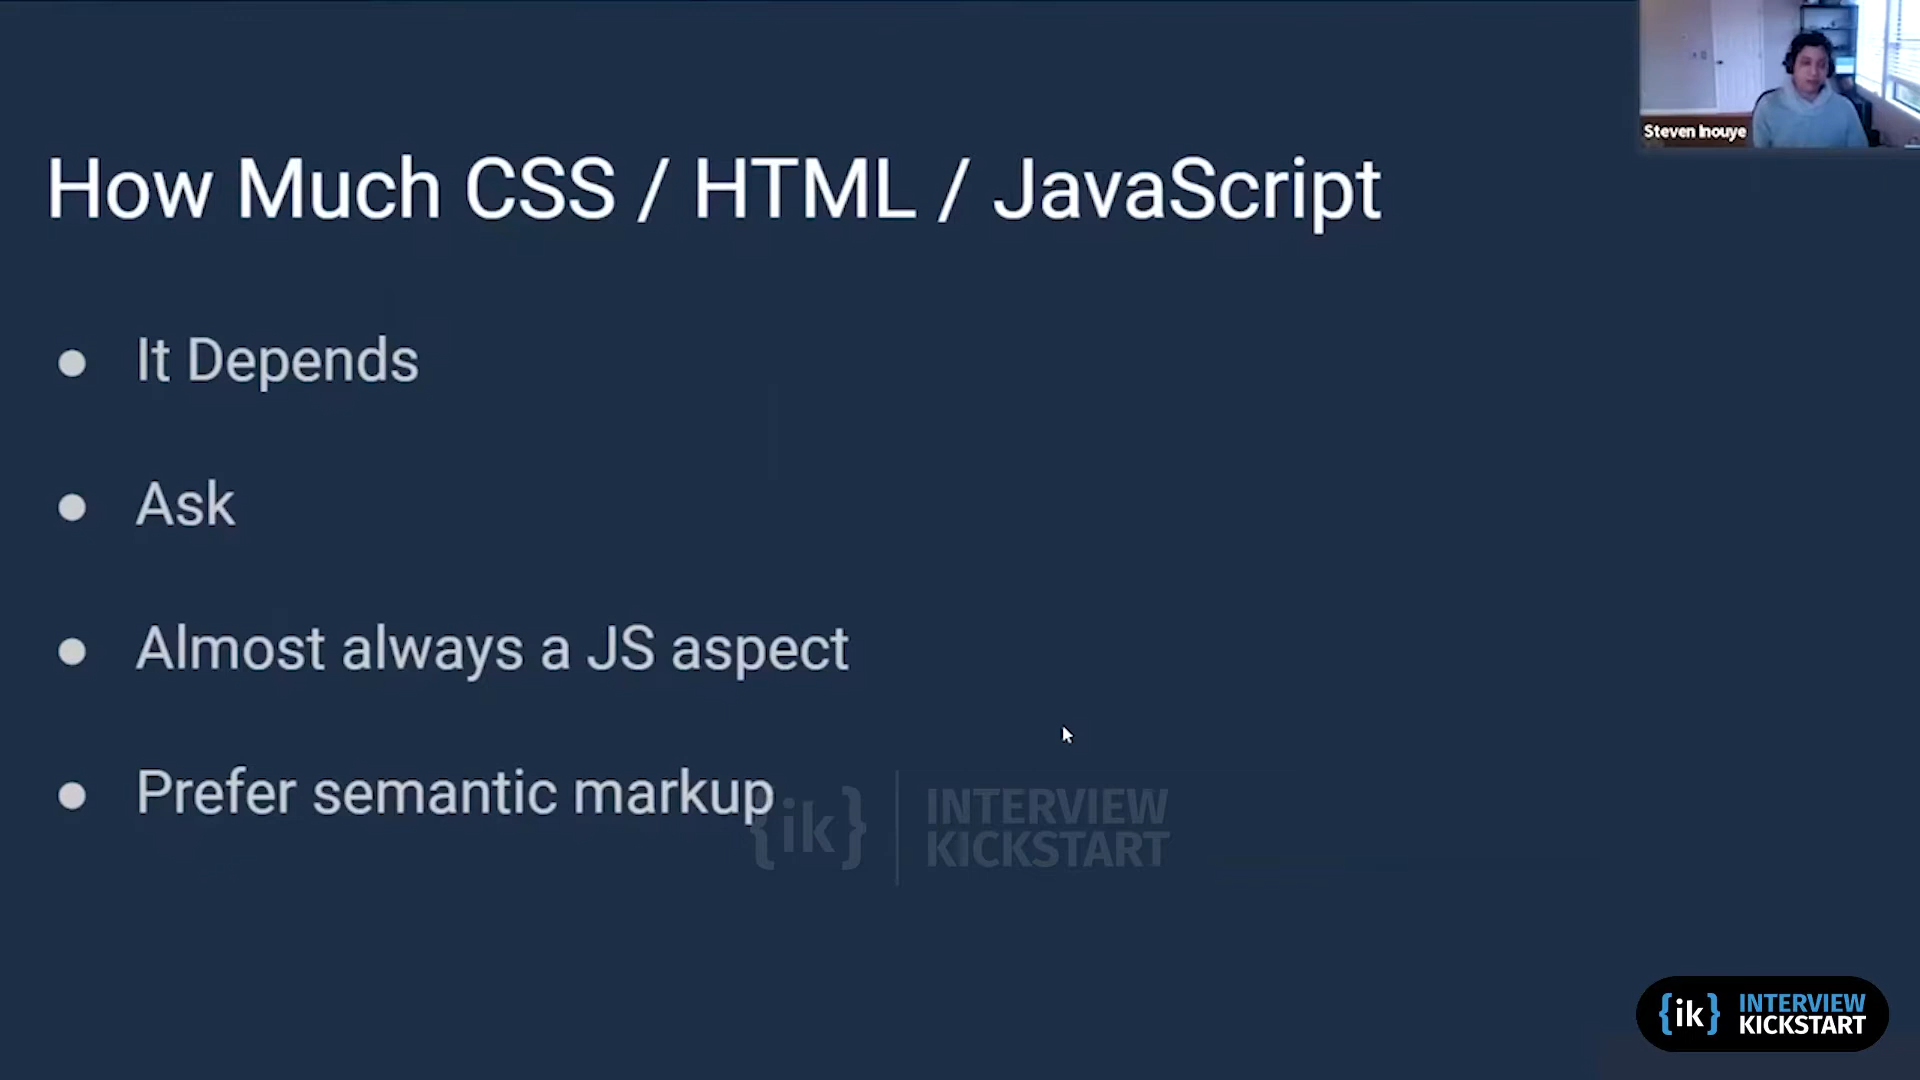 Steven Inouye
How Much CSS / HTML / JavaScript
● It Depends
● Ask
● Almost always a JS aspect
● Prefer semantic markup
{ik} INTERVIEW
KICKSTART
{ik} INTERVIEW
KICKSTART